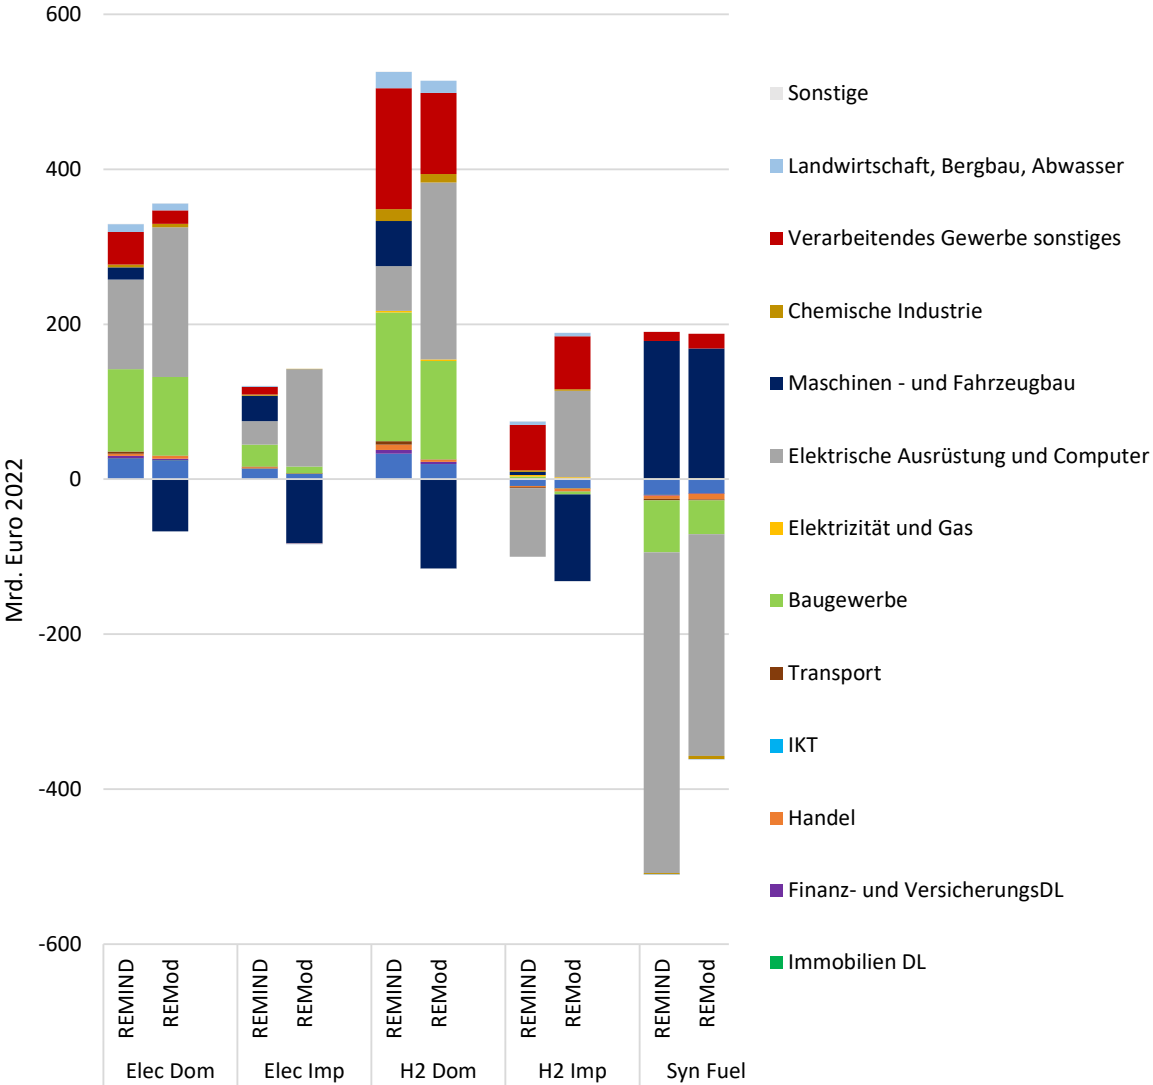 600
400
200
0
-200
-400
-600
Mrd. Euro 2022
REMIND
REMod
REMIND
REMod
REMIND
REMod
REMIND
REMod
REMIND
REMod
Elec Dom
Elec Imp
H2 Dom
H2 Imp
Syn Fuel
Sonstige
Landwirtschaft, Bergbau, Abwasser
Verarbeitendes Gewerbe sonstiges
Chemische Industrie
Maschinen - und Fahrzeugbau
Elektrische Ausrüstung und Computer
Elektrizität und Gas
Baugewerbe
Transport
IKT
Handel
Finanz- und VersicherungsDL
Immobilien DL